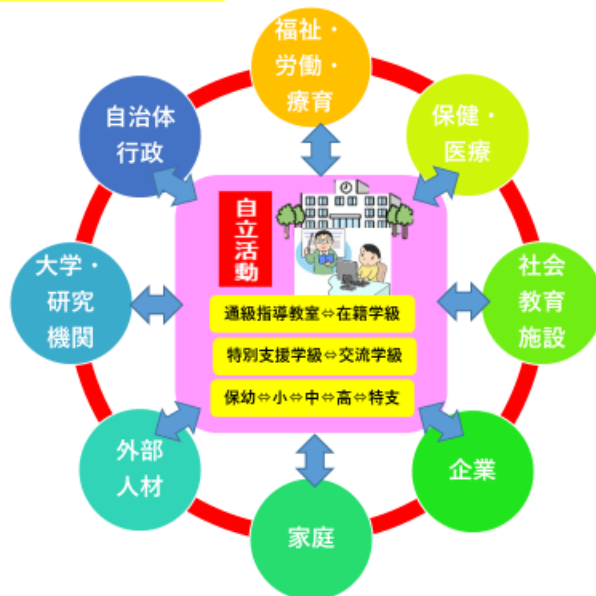 福祉・
労働・
療育
保健・
医療
社会
教育
施設
企業
家庭
外部
人材
大学・
研究
機関
自治体
行政
自立活動
通級指導教室⇔在籍学級
特別支援学級⇔交流学級
保幼⇔小⇔中⇔高⇔特支